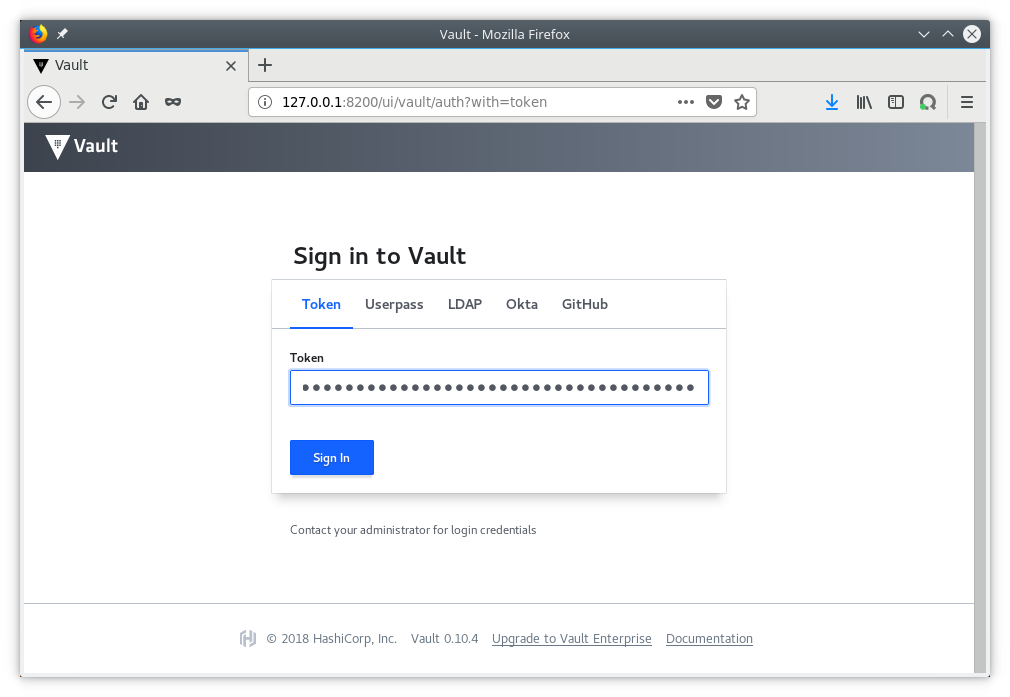 Vault - Mozilla Firefox
Vault
127.0.0.1:8200/ui/vault/auth?with=token
Vault
Sign in to Vault
Token Userpass LDAP Okta GitHub
Token
Sign In
Contact your administrator for login credentials
© 2018 HashiCorp, Inc. Vault 0.10.4 Upgrade to Vault Enterprise Documentation